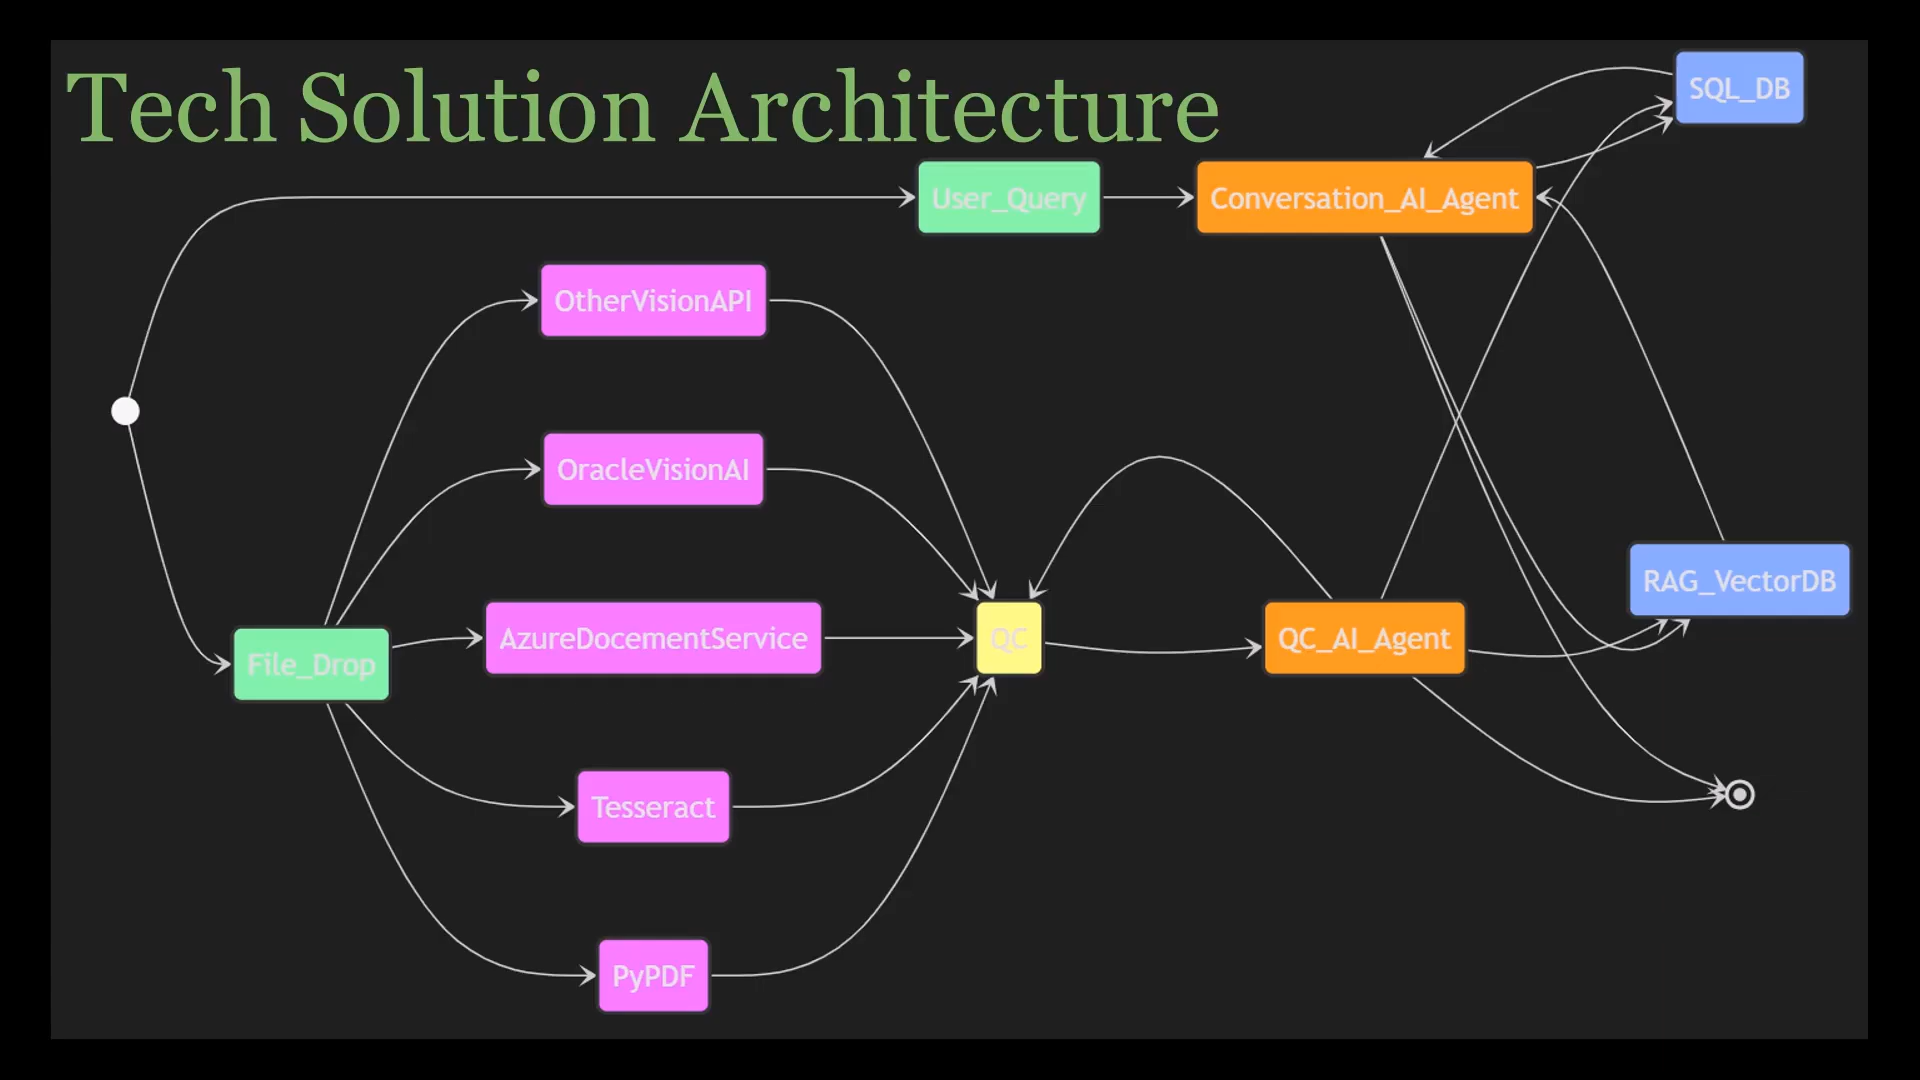 Tech Solution Architecture
SQL_DB
User_Query
Conversation_AI_Agent
OtherVisionAPI
OracleVisionAI
RAG_VectorDB
File_Drop
AzureDocementService
QC
QC_AI_Agent
Tesseract
PyPDF